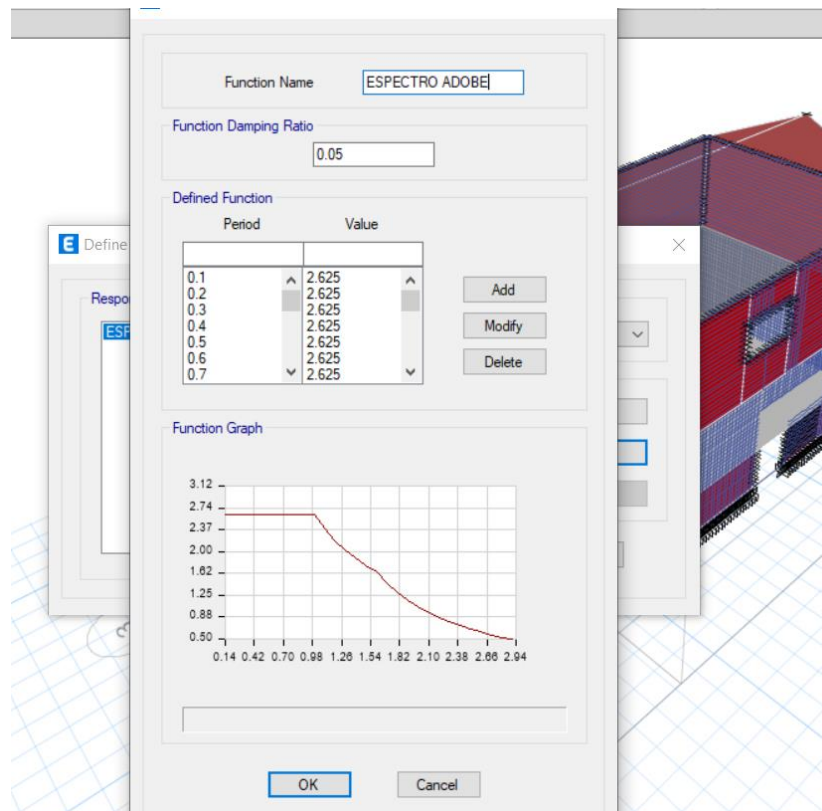 Function Name ESPECTRO ADOBE
Function Damping Ratio
0.05
Defined Function
Period Value
0.1 2.625
0.2 2.625
0.3 2.625
0.4 2.625
0.5 2.625
0.6 2.625
0.7 2.625
Add
Modify
Delete
E Define
Respo
ESP
Function Graph
3.12
2.74
2.37
2.00
1.62
1.25
0.88
0.50
0.14 0.42 0.70 0.98 1.26 1.54 1.82 2.10 2.38 2.66 2.94
OK Cancel
3